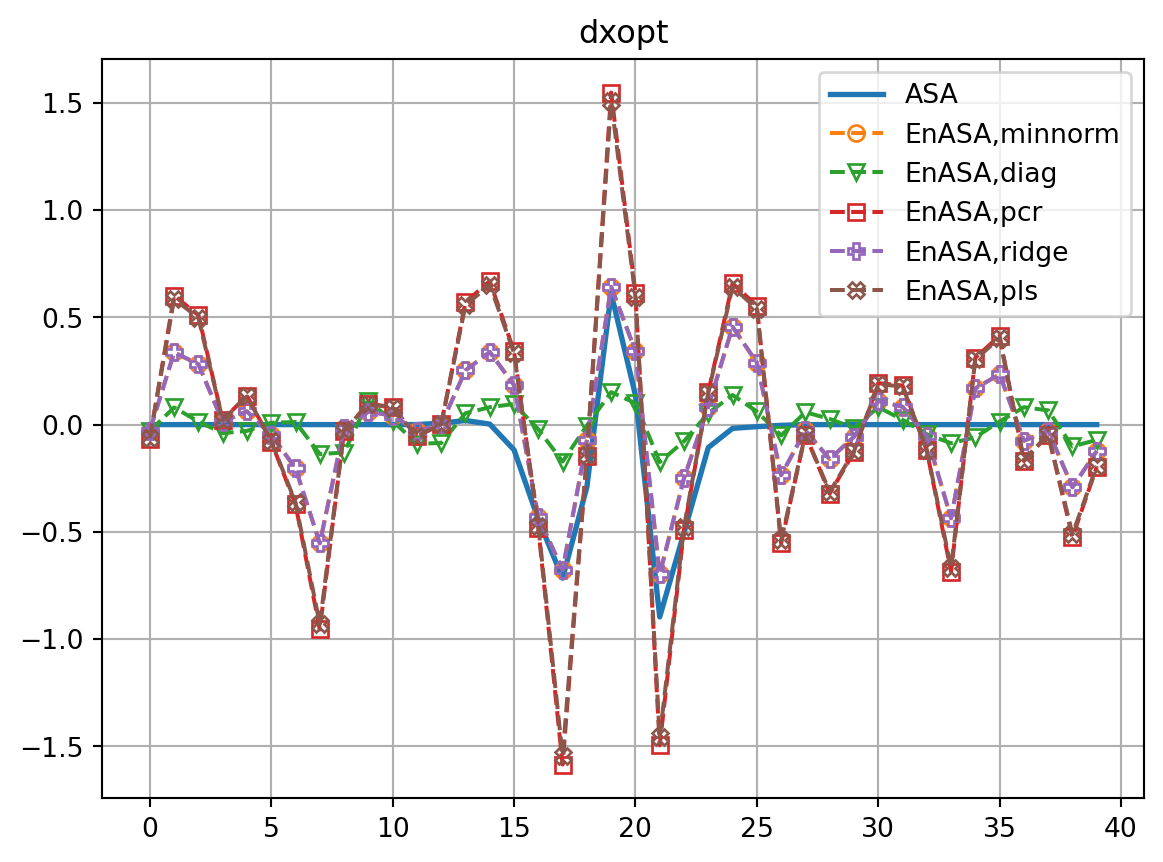 dxopt
ASA
EnASA,minnorm
EnASA,diag
EnASA,pcr
EnASA,ridge
EnASA,pls
1.5
1.0
0.5
0.0
−0.5
−1.0
−1.5
0 5 10 15 20 25 30 35 40